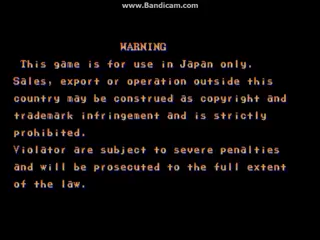 www.Bandicam.com
WARNING
This game is for use in Japan only.
Sales, export or operation outside this
country may be construed as copyright and
trademark infringement and is strictly
prohibited.
Violator are subject to severe penalties
and will be prosecuted to the full extent
of the law.